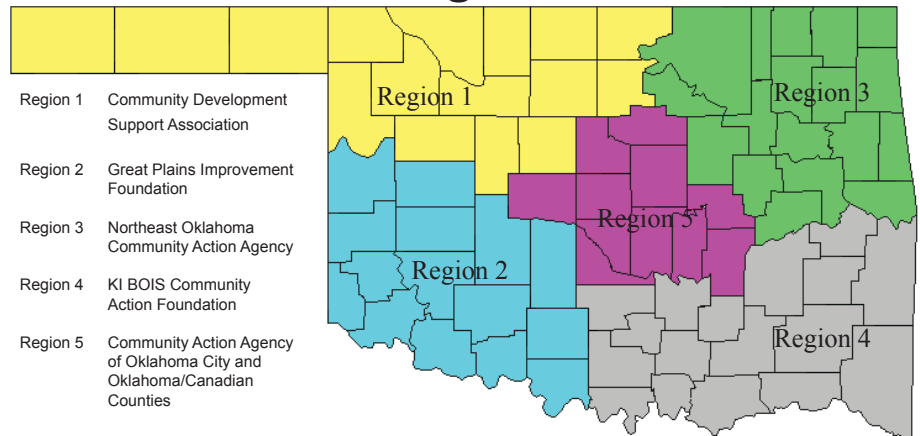 Region 1 Community Development
Support Association
Region 2 Great Plains Improvement
Foundation
Region 3 Northeast Oklahoma
Community Action Agency
Region 4 KI BOIS Community
Action Foundation
Region 5 Community Action Agency
of Oklahoma City and
Oklahoma/Canadian
Counties
Region 1
Region 3
Region 5
Region 2
Region 4